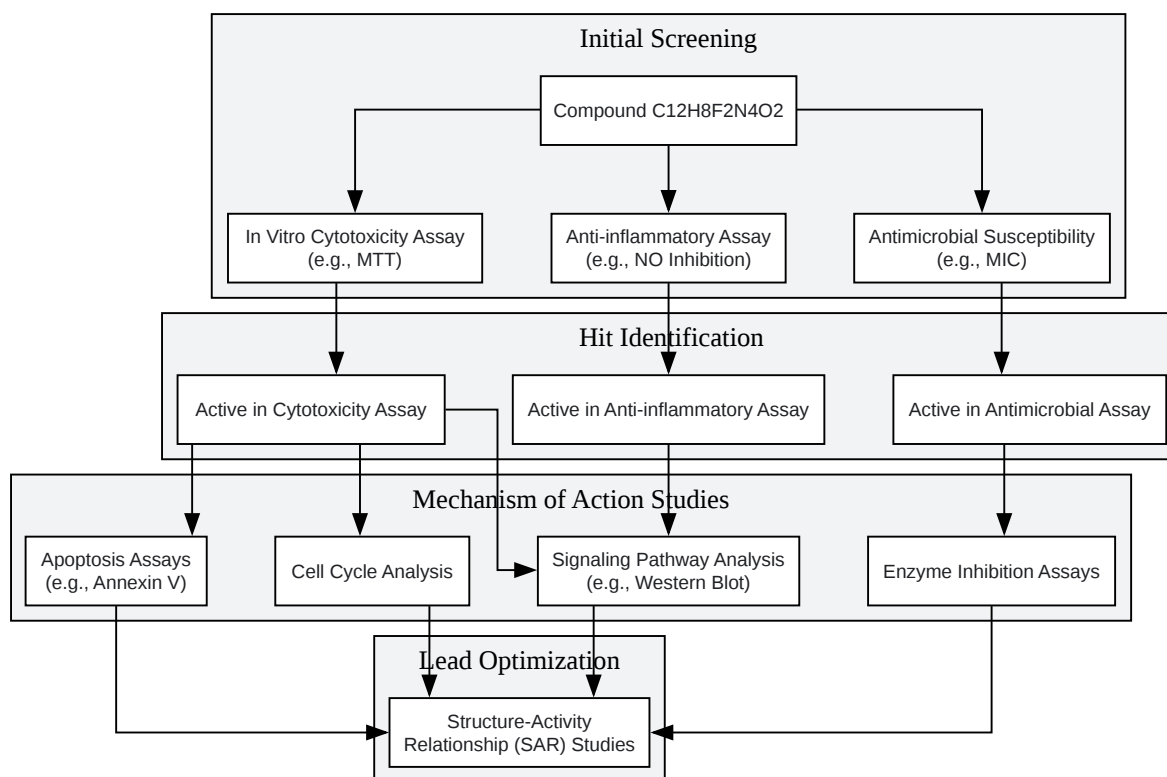 Initial Screening
Compound C12H8F2N4O2
In Vitro Cytotoxicity Assay
(e.g., MTT)
Anti-inflammatory Assay
(e.g., NO Inhibition)
Antimicrobial Susceptibility
(e.g., MIC)
Hit Identification
Active in Cytotoxicity Assay
Active in Anti-inflammatory Assay
Active in Antimicrobial Assay
Mechanism of Action Studies
Apoptosis Assays
(e.g., Annexin V)
Cell Cycle Analysis
Signaling Pathway Analysis
(e.g., Western Blot)
Enzyme Inhibition Assays
Lead Optimization
Structure-Activity
Relationship (SAR) Studies